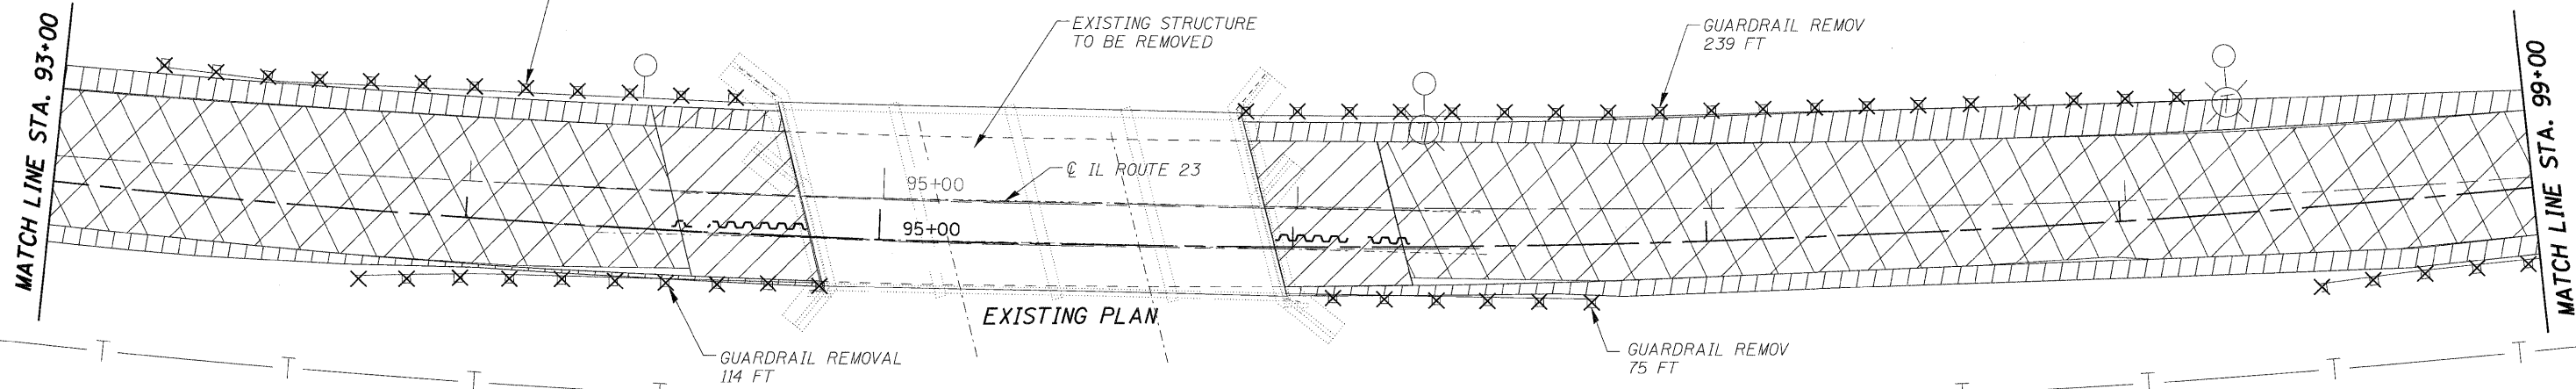 MATCH LINE STA. 93+00
EXISTING STRUCTURE
TO BE REMOVED
GUARDRAIL REMOV
239 FT
MATCH LINE STA. 99+00
℄ IL ROUTE 23
95+00
95+00
EXISTING PLAN
GUARDRAIL REMOVAL
114 FT
GUARDRAIL REMOV
75 FT
T
T
T
T
T
T
T
T
T
T